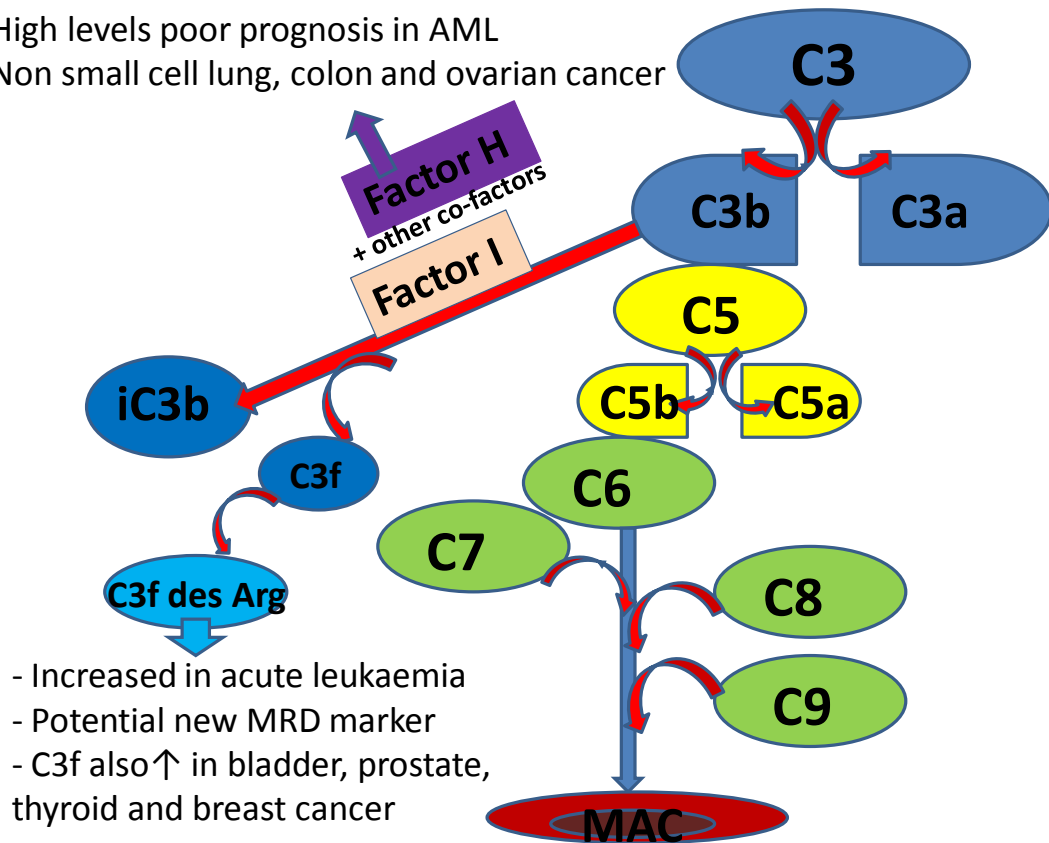 High levels poor prognosis in AML
Non small cell lung, colon and ovarian cancer
C3
Factor H
+ other co-factors
Factor I
C3b
C3a
C5
C5b
C5a
iC3b
C3f
C6
C7
C3f des Arg
C8
C9
- Increased in acute leukaemia
- Potential new MRD marker
- C3f also↑ in bladder, prostate,
thyroid and breast cancer
MAC